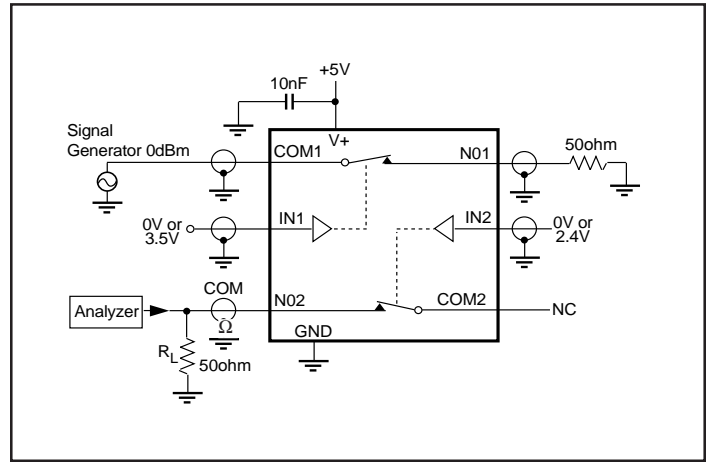 +5V
10nF
V+
Signal
Generator 0dBm
COM1
N01
50ohm
0V or
3.5V
IN1
IN2
0V or
2.4V
COM
Analyzer
N02
COM2
NC
Ω
GND
RL
50ohm